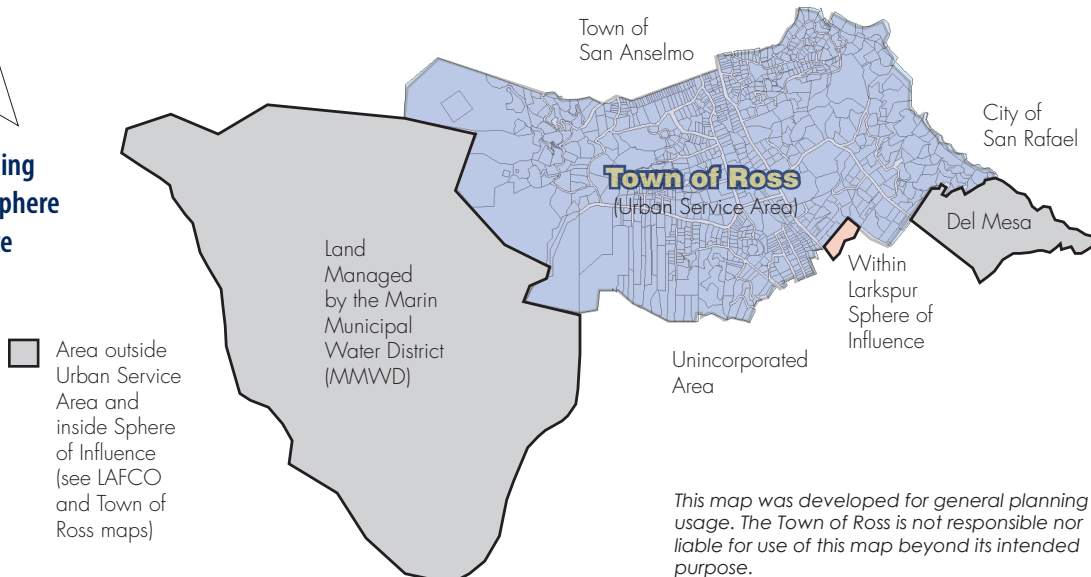 Town of
San Anselmo
City of
San Rafael
ing
phere
Town of Ross
(Urban Service Area)
Del Mesa
Land
Managed
by the Marin
Municipal
Water District
(MMWD)
Within
Larkspur
Sphere of
Influence
Unincorporated
Area
Area outside
Urban Service
Area and
inside Sphere
of Influence
(see LAFCO
and Town of
Ross maps)
This map was developed for general planning
usage. The Town of Ross is not responsible nor
liable for use of this map beyond its intended
purpose.